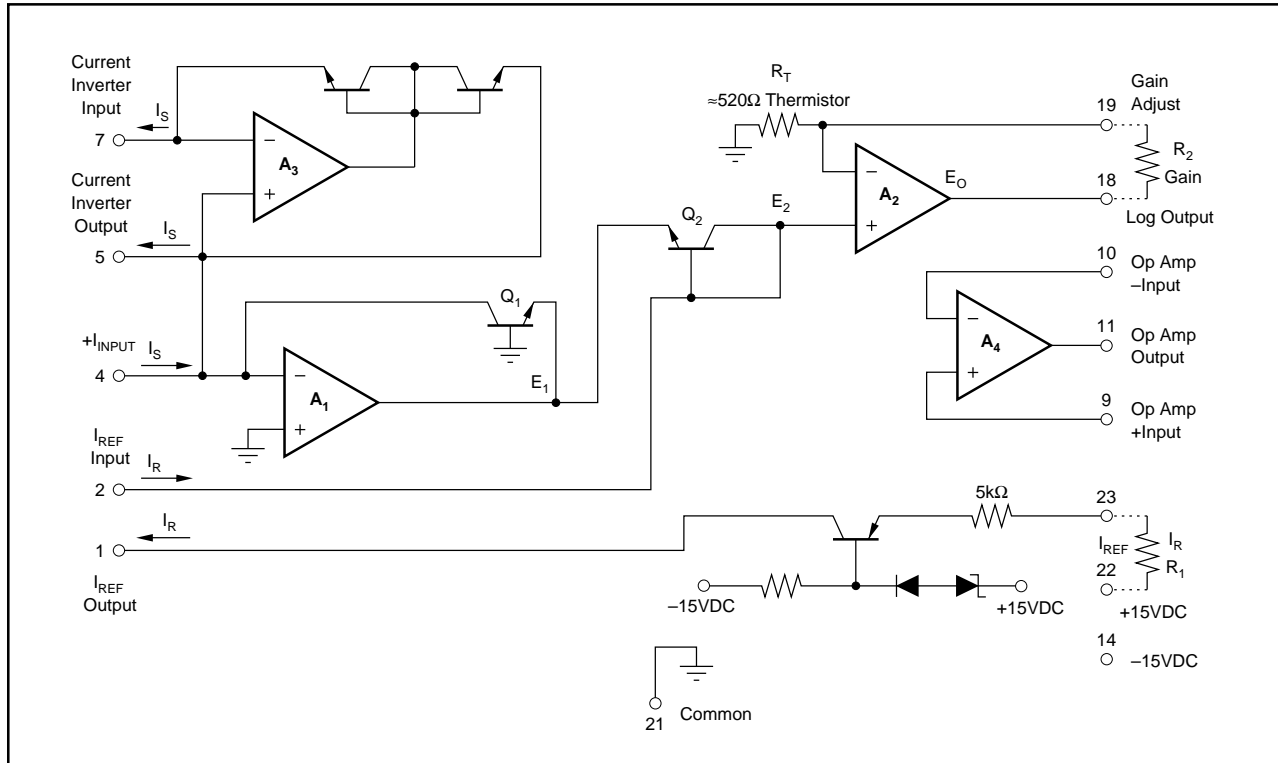 Current
Inverter
Input
I_S
7
Current
Inverter
Output
I_S
5
−
A_3
+
+I_INPUT
I_S
4
Q_1
−
A_1
+
E_1
I_REF
Input
I_R
2
I_R
1
I_REF
Output
R_T
≈520Ω Thermistor
Q_2
E_2
−
A_2
+
E_O
Gain
Adjust
19
R_2
Gain
18
Log Output
10
Op Amp
–Input
−
A_4
+
11
Op Amp
Output
9
Op Amp
+Input
5kΩ
23
I_REF
I_R
R_1
22
+15VDC
–15VDC
+15VDC
14
–15VDC
21
Common